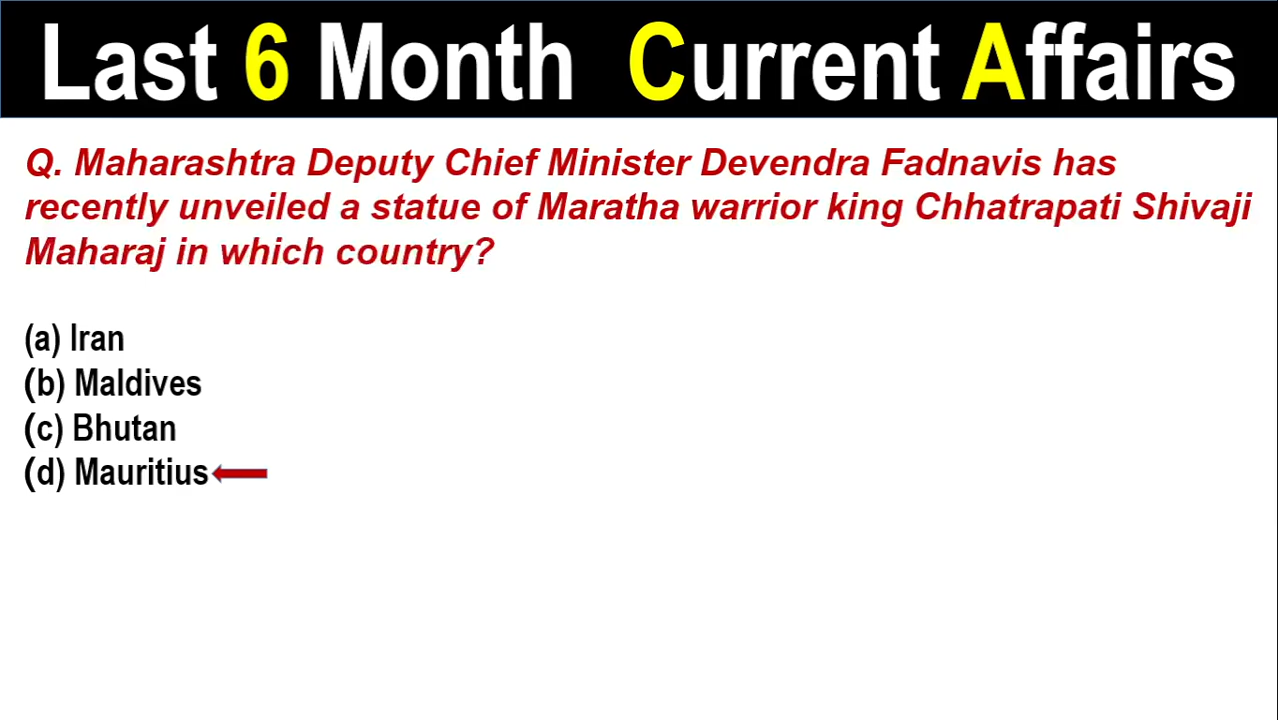 Last 6 Month Current Affairs
Q. Maharashtra Deputy Chief Minister Devendra Fadnavis has
recently unveiled a statue of Maratha warrior king Chhatrapati Shivaji
Maharaj in which country?
(a) Iran
(b) Maldives
(c) Bhutan
(d) Mauritius